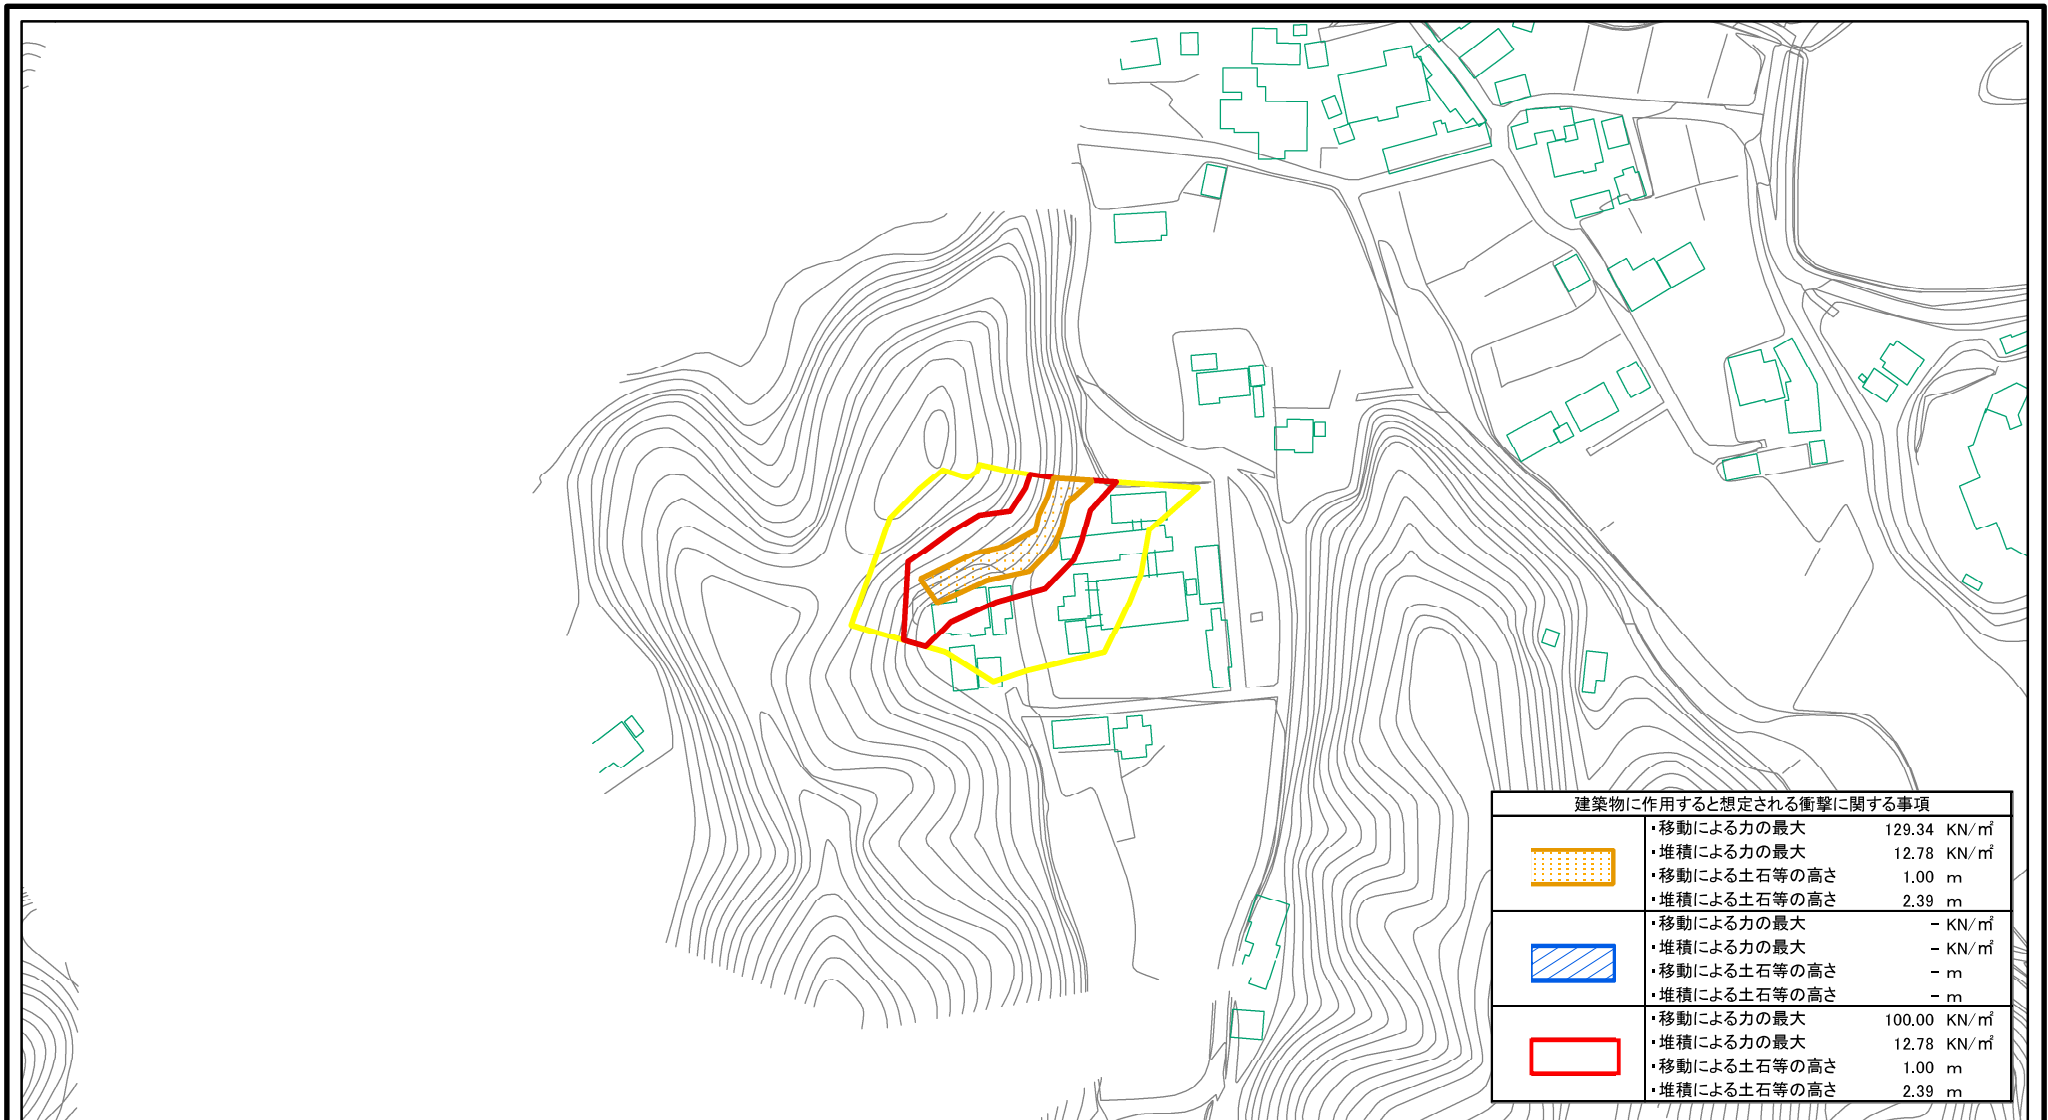 建築物に作用すると想定される衝撃に関する事項
・移動による力の最大 129.34 KN/㎡
・堆積による力の最大 12.78 KN/㎡
・移動による土石等の高さ 1.00 m
・堆積による土石等の高さ 2.39 m
・移動による力の最大 - KN/㎡
・堆積による力の最大 - KN/㎡
・移動による土石等の高さ - m
・堆積による土石等の高さ - m
・移動による力の最大 100.00 KN/㎡
・堆積による力の最大 12.78 KN/㎡
・移動による土石等の高さ 1.00 m
・堆積による土石等の高さ 2.39 m